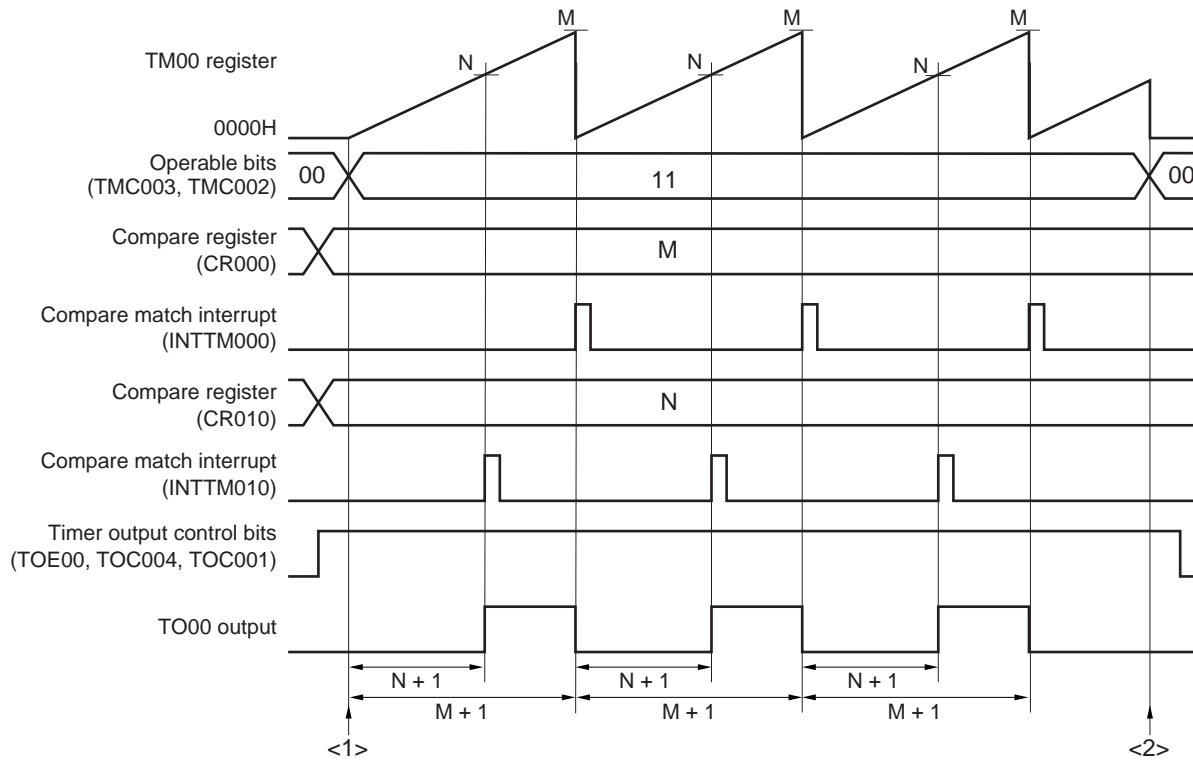 M
M
M
TM00 register
N
N
N
0000H
Operable bits
(TMC003, TMC002)
00
11
00
Compare register
(CR000)
M
Compare match interrupt
(INTTM000)
Compare register
(CR010)
N
Compare match interrupt
(INTTM010)
Timer output control bits
(TOE00, TOC004, TOC001)
TO00 output
N + 1
N + 1
N + 1
M + 1
M + 1
M + 1
<1>
<2>